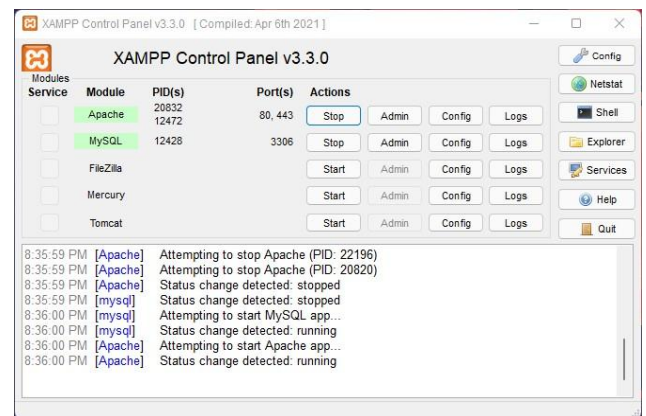 XAMPP Control Panel v3.3.0 [ Compiled: Apr 6th 2021 ]
XAMPP Control Panel v3.3.0
Config
Modules
Service Module PID(s) Port(s) Actions
Netstat
Apache 20832 12472 80, 443 Stop Admin Config Logs
Shell
MySQL 12428 3306 Stop Admin Config Logs
Explorer
FileZilla Start Admin Config Logs
Services
Mercury Start Admin Config Logs
Help
Tomcat Start Admin Config Logs
Quit
8:35:59 PM [Apache] Attempting to stop Apache (PID: 22196)
8:35:59 PM [Apache] Attempting to stop Apache (PID: 20820)
8:35:59 PM [Apache] Status change detected: stopped
8:35:59 PM [mysql] Status change detected: stopped
8:36:00 PM [mysql] Attempting to start MySQL app...
8:36:00 PM [mysql] Status change detected: running
8:36:00 PM [Apache] Attempting to start Apache app...
8:36:00 PM [Apache] Status change detected: running